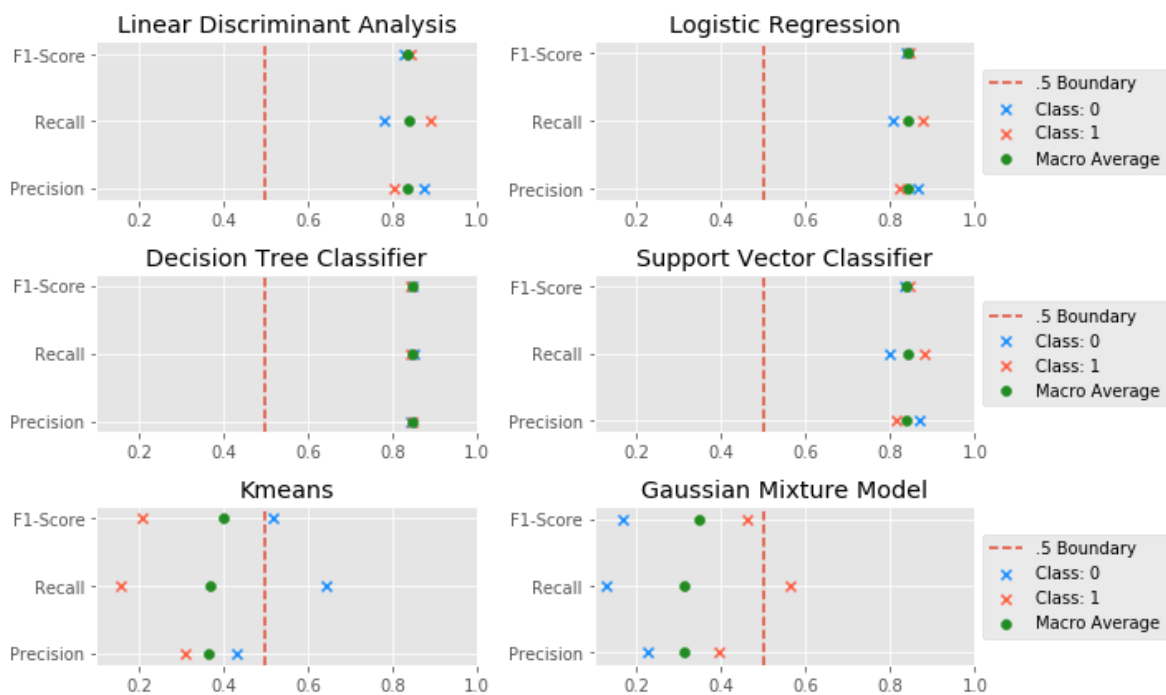 Linear Discriminant Analysis
F1-Score
Recall
Precision
0.2 0.4 0.6 0.8 1.0
Logistic Regression
F1-Score
Recall
Precision
0.2 0.4 0.6 0.8 1.0
.5 Boundary
Class: 0
Class: 1
Macro Average
Decision Tree Classifier
F1-Score
Recall
Precision
0.2 0.4 0.6 0.8 1.0
Support Vector Classifier
F1-Score
Recall
Precision
0.2 0.4 0.6 0.8 1.0
.5 Boundary
Class: 0
Class: 1
Macro Average
Kmeans
F1-Score
Recall
Precision
0.2 0.4 0.6 0.8 1.0
Gaussian Mixture Model
F1-Score
Recall
Precision
0.2 0.4 0.6 0.8 1.0
.5 Boundary
Class: 0
Class: 1
Macro Average